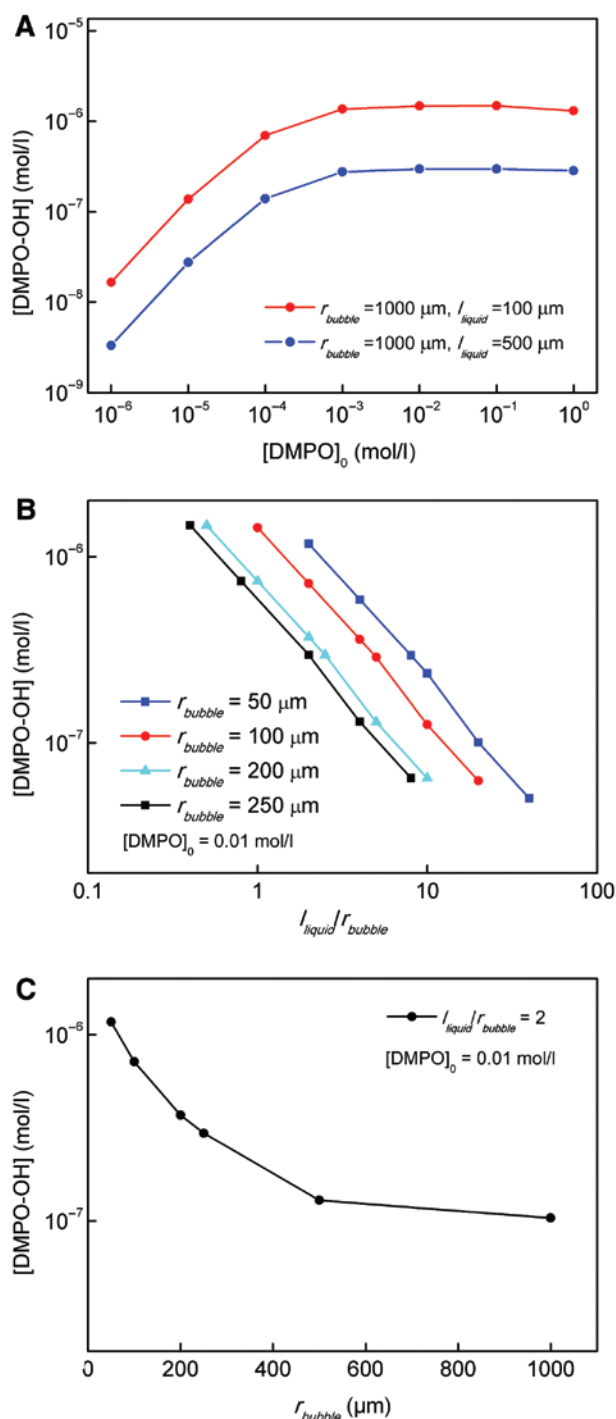 A
[DMPO-OH] (mol/l)
10⁻⁵
10⁻⁶
10⁻⁷
10⁻⁸
10⁻⁹
r_bubble =1000 μm, l_liquid =100 μm
r_bubble =1000 μm, l_liquid =500 μm
10⁻⁶ 10⁻⁵ 10⁻⁴ 10⁻³ 10⁻² 10⁻¹ 10⁰
[DMPO]₀ (mol/l)
B
[DMPO-OH] (mol/l)
10⁻⁶
10⁻⁷
r_bubble = 50 μm
r_bubble = 100 μm
r_bubble = 200 μm
r_bubble = 250 μm
[DMPO]₀ = 0.01 mol/l
0.1 1 10 100
l_liquid/r_bubble
C
[DMPO-OH] (mol/l)
10⁻⁶
10⁻⁷
l_liquid/r_bubble = 2
[DMPO]₀ = 0.01 mol/l
0 200 400 600 800 1000
r_bubble (μm)